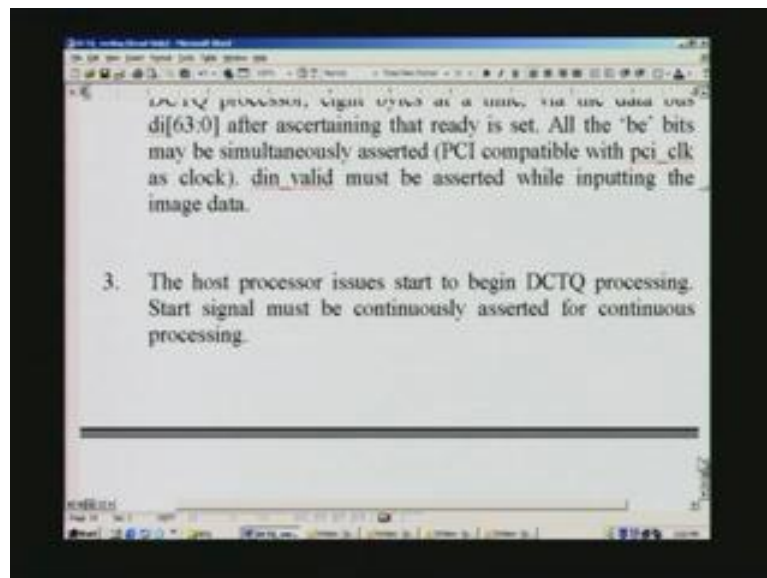 DCTQ processor, eight bytes at a time, via the data bus
di[63:0] after ascertaining that ready is set. All the ‘be’ bits
may be simultaneously asserted (PCI compatible with pci_clk
as clock). din_valid must be asserted while inputting the
image data.
3. The host processor issues start to begin DCTQ processing.
Start signal must be continuously asserted for continuous
processing.